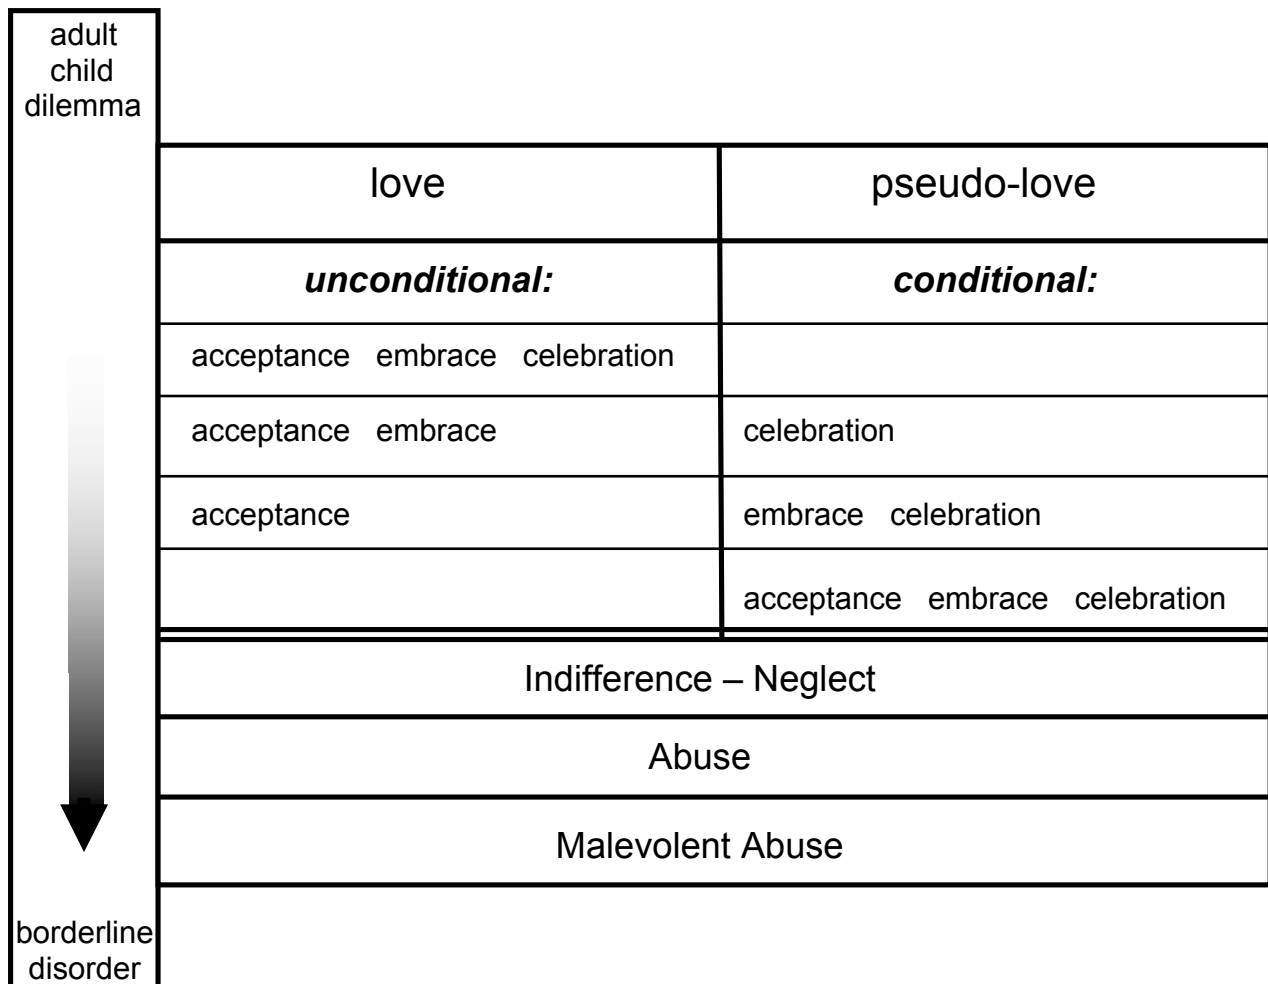 adult
child
dilemma
love pseudo-love
unconditional: conditional:
acceptance embrace celebration
acceptance embrace celebration
acceptance embrace celebration
acceptance embrace celebration
Indifference – Neglect
Abuse
Malevolent Abuse
borderline
disorder